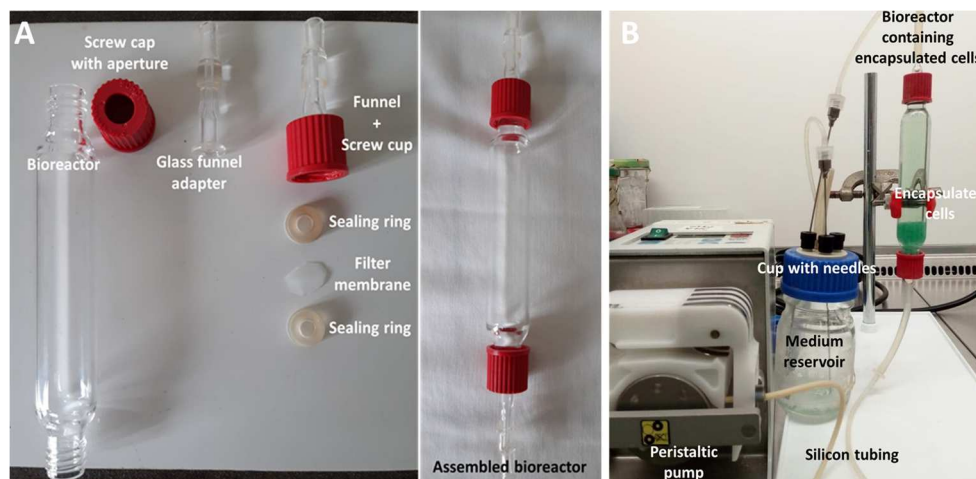 A
Screw cap
with aperture
Bioreactor
Glass funnel
adapter
Funnel
+
Screw cup
Sealing ring
Filter
membrane
Sealing ring
Assembled bioreactor
B
Bioreactor
containing
encapsulated cells
Encapsulate
cells
Cup with needles
Medium
reservoir
Peristaltic
pump
Silicon tubing